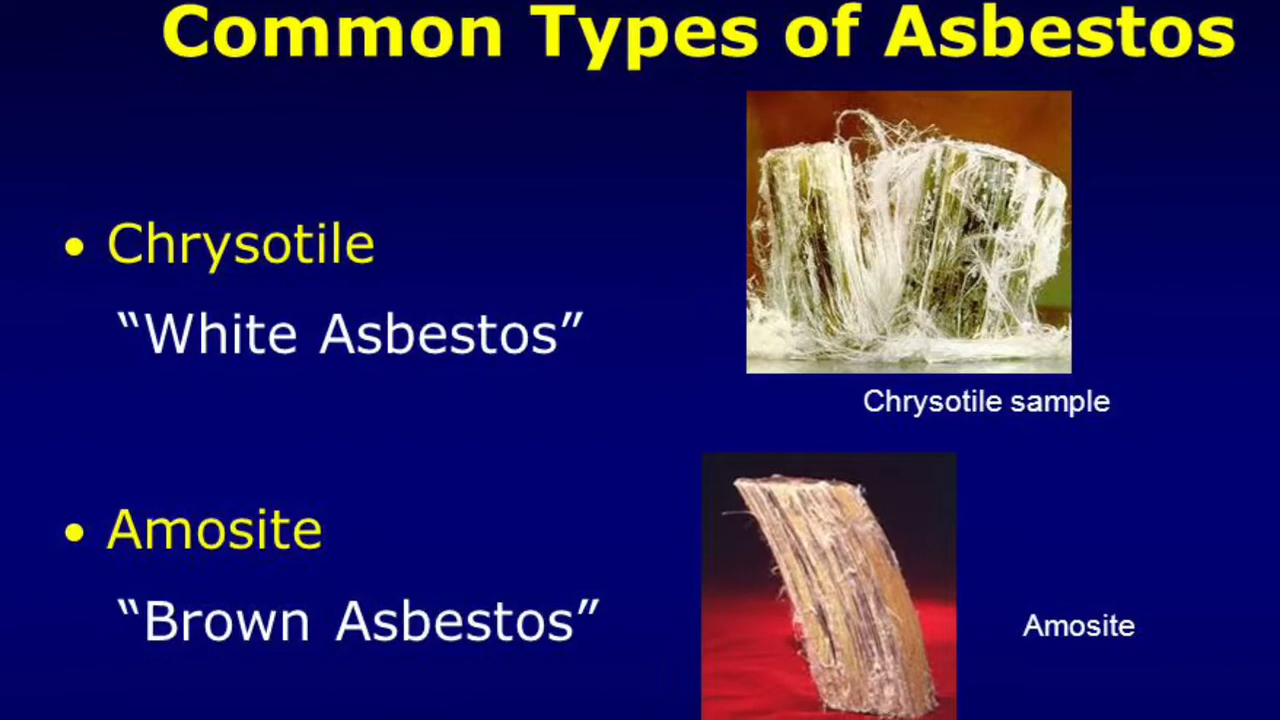 Common Types of Asbestos
• Chrysotile
“White Asbestos”
Chrysotile sample
• Amosite
“Brown Asbestos”
Amosite